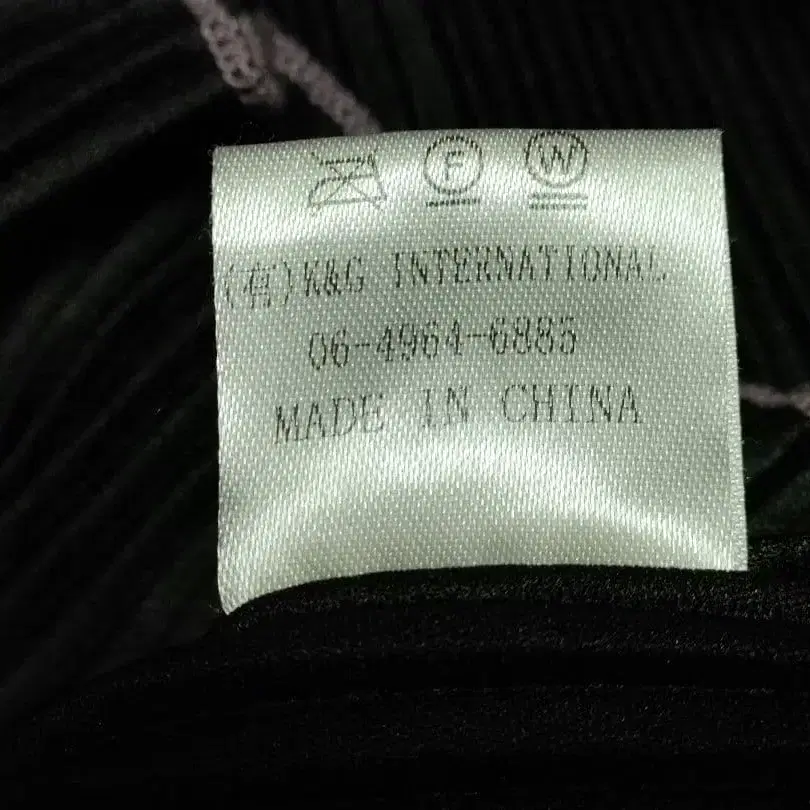 F W
(有)K&G INTERNATIONAL
06-4964-6885
MADE IN CHINA